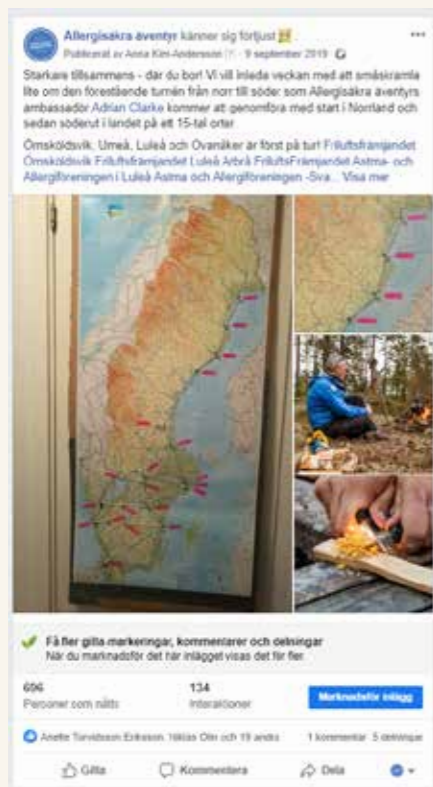 Allergisäkra äventyr känner sig förtjust
Publicerat av Anna Kim-Andersson · 9 september 2019
Starkare tillsammans - där du bor! Vi vill inleda veckan med att småskramla
lite om den förestående turnén från norr till söder som Allergisäkra äventyrs
ambassadör Adrian Clarke kommer att genomföra med start i Norrland och
sedan söderut i landet på ett 15-tal orter
Örnsköldsvik, Umeå, Luleå och Ovanåker är först på tur! Friluftsfrämjandet
Örnsköldsvik Friluftsfrämjandet Luleå Arbrå FriluftsFrämjandet Astma- och
Allergiföreningen i Luleå Astma och Allergiföreningen -Sva... Visa mer
Få fler gilla-markeringar, kommentarer och delningar
När du marknadsför det här inlägget visas det för fler.
696
Personer som nåtts
134
Interaktioner
Marknadsför inlägg
Anette Torvidsson Eriksson, Niklas Olin och 19 andra
1 kommentar 5 delningar
Gilla
Kommentera
Dela